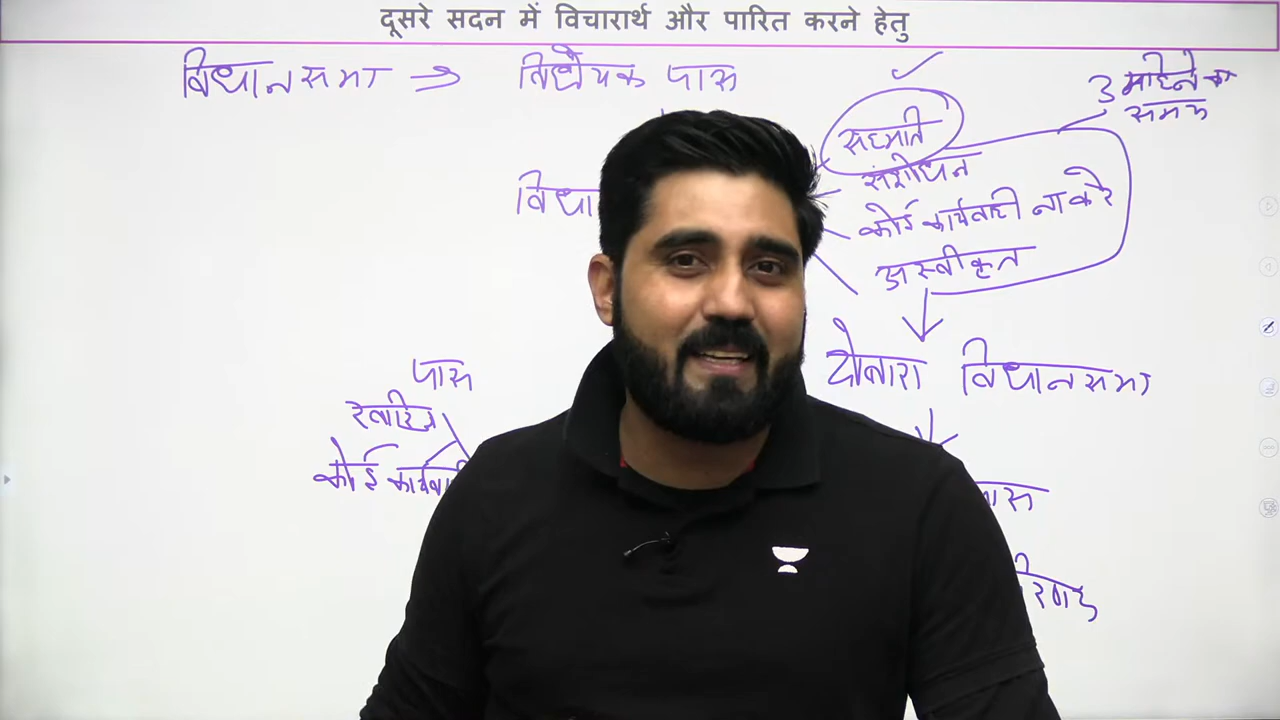 दूसरे सदन में विचारार्थ और पारित करने हेतु
विधानसभा ⇒ विधेयक पास
3 महिने का
समय
सहमति
संशोधन
विधा
कोई कार्यवाही ना करे
अस्वीकृत
दोबारा विधानसभा
पास
कोई